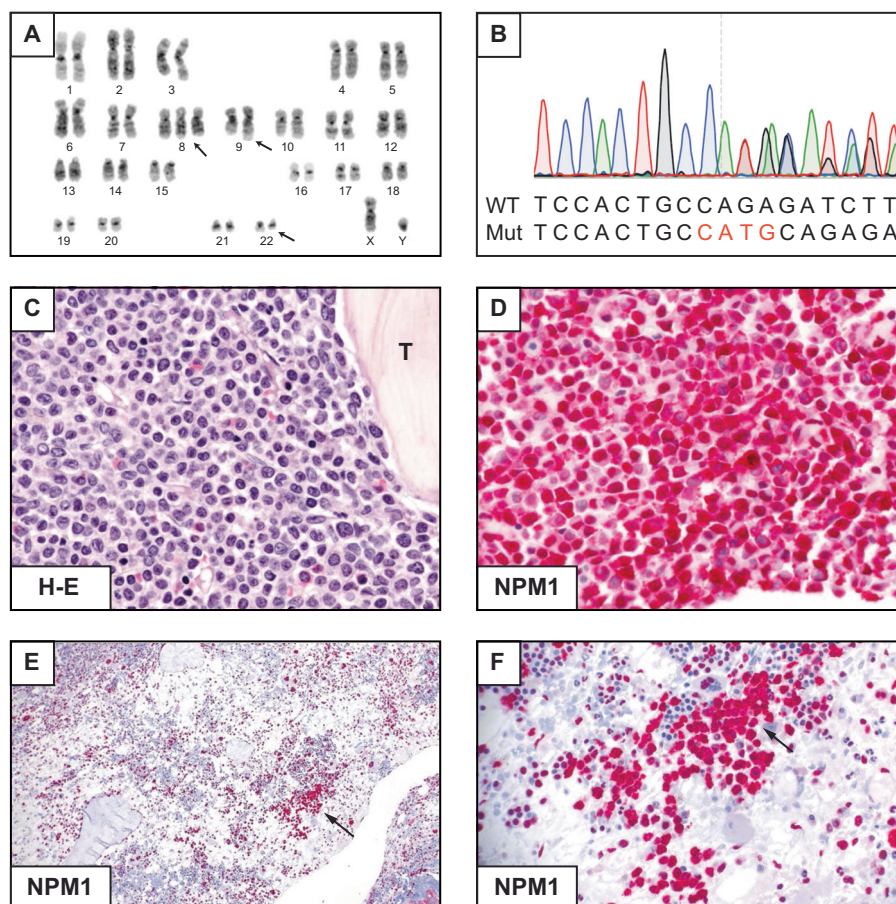 A
1 2 3 4 5
6 7 8 9 10 11 12
13 14 15 16 17 18
19 20 21 22 X Y
B
WT TCCACTGCCAGAGATCTT
Mut TCCACTGCCATGCAGAGA
C
T
H-E
D
NPM1
E
NPM1
F
NPM1